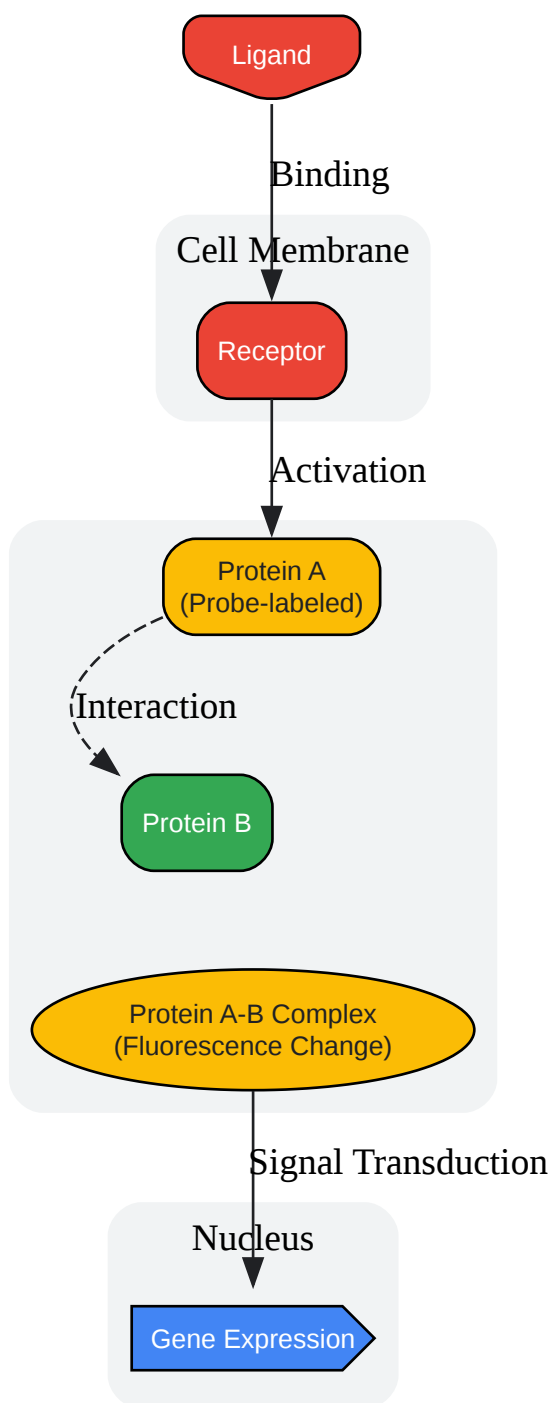 Ligand
Binding
Cell Membrane
Receptor
Activation
Protein A
(Probe-labeled)
Interaction
Protein B
Protein A-B Complex
(Fluorescence Change)
Signal Transduction
Nucleus
Gene Expression